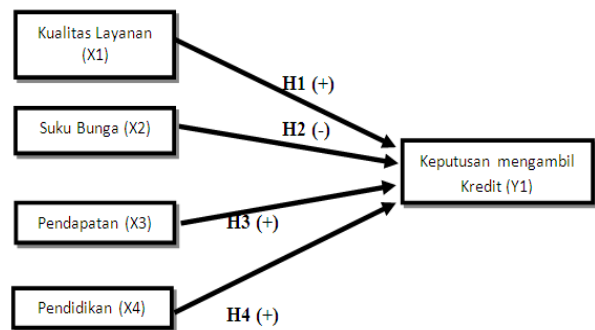 Kualitas Layanan
(X1)
H1 (+)
Suku Bunga (X2)
H2 (-)
Keputusan mengambil
Kredit (Y1)
Pendapatan (X3)
H3 (+)
Pendidikan (X4)
H4 (+)